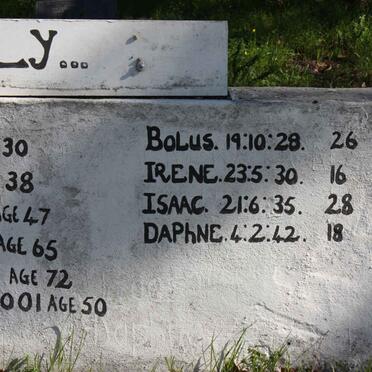 LY...
30
38
AGE 47
AGE 65
AGE 72
001 AGE 50
BOLUS. 19:10:28. 26
IRENE. 23:5:30. 16
ISAAC. 21:6:35. 28
DAPhNE. 4:2:42. 18